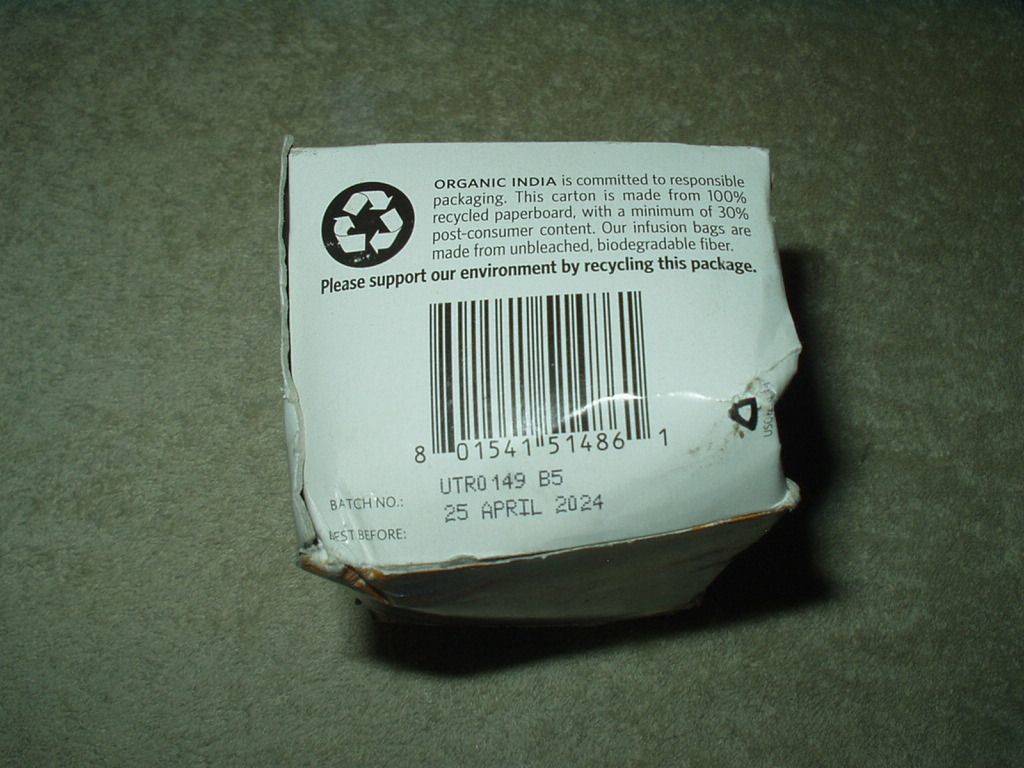 ORGANIC INDIA is committed to responsible
packaging. This carton is made from 100%
recycled paperboard, with a minimum of 30%
post-consumer content. Our infusion bags are
made from unbleached, biodegradable fiber.
Please support our environment by recycling this package.
8 01541 51486 1
BATCH NO.: UTR0149 B5
BEST BEFORE: 25 APRIL 2024